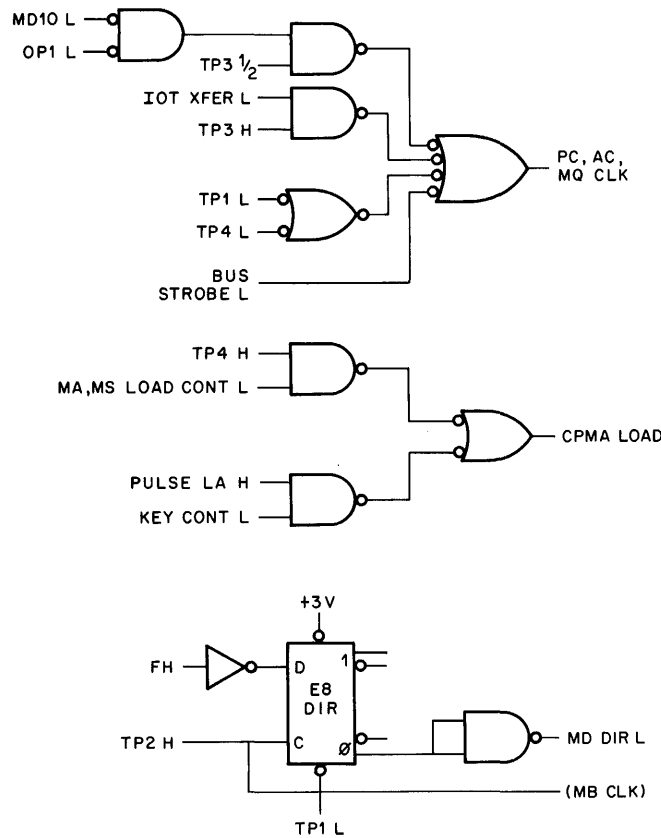 MD10 L
OP1 L
TP3 ½
IOT XFER L
TP3 H
PC, AC,
MQ CLK
TP1 L
TP4 L
BUS
STROBE L
TP4 H
MA,MS LOAD CONT L
CPMA LOAD
PULSE LA H
KEY CONT L
+3V
FH
D
1
E8
DIR
TP2 H
C
0
MD DIR L
(MB CLK)
TP1 L